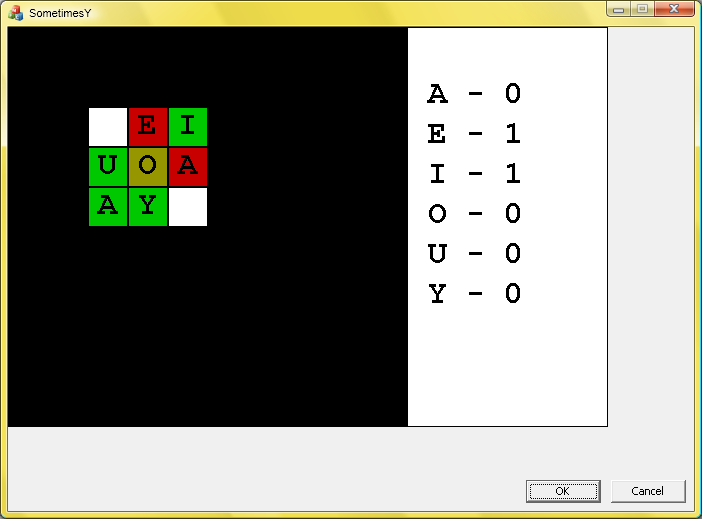 SometimesY
E I
U O A
A Y
A - 0
E - 1
I - 1
O - 0
U - 0
Y - 0
OK Cancel